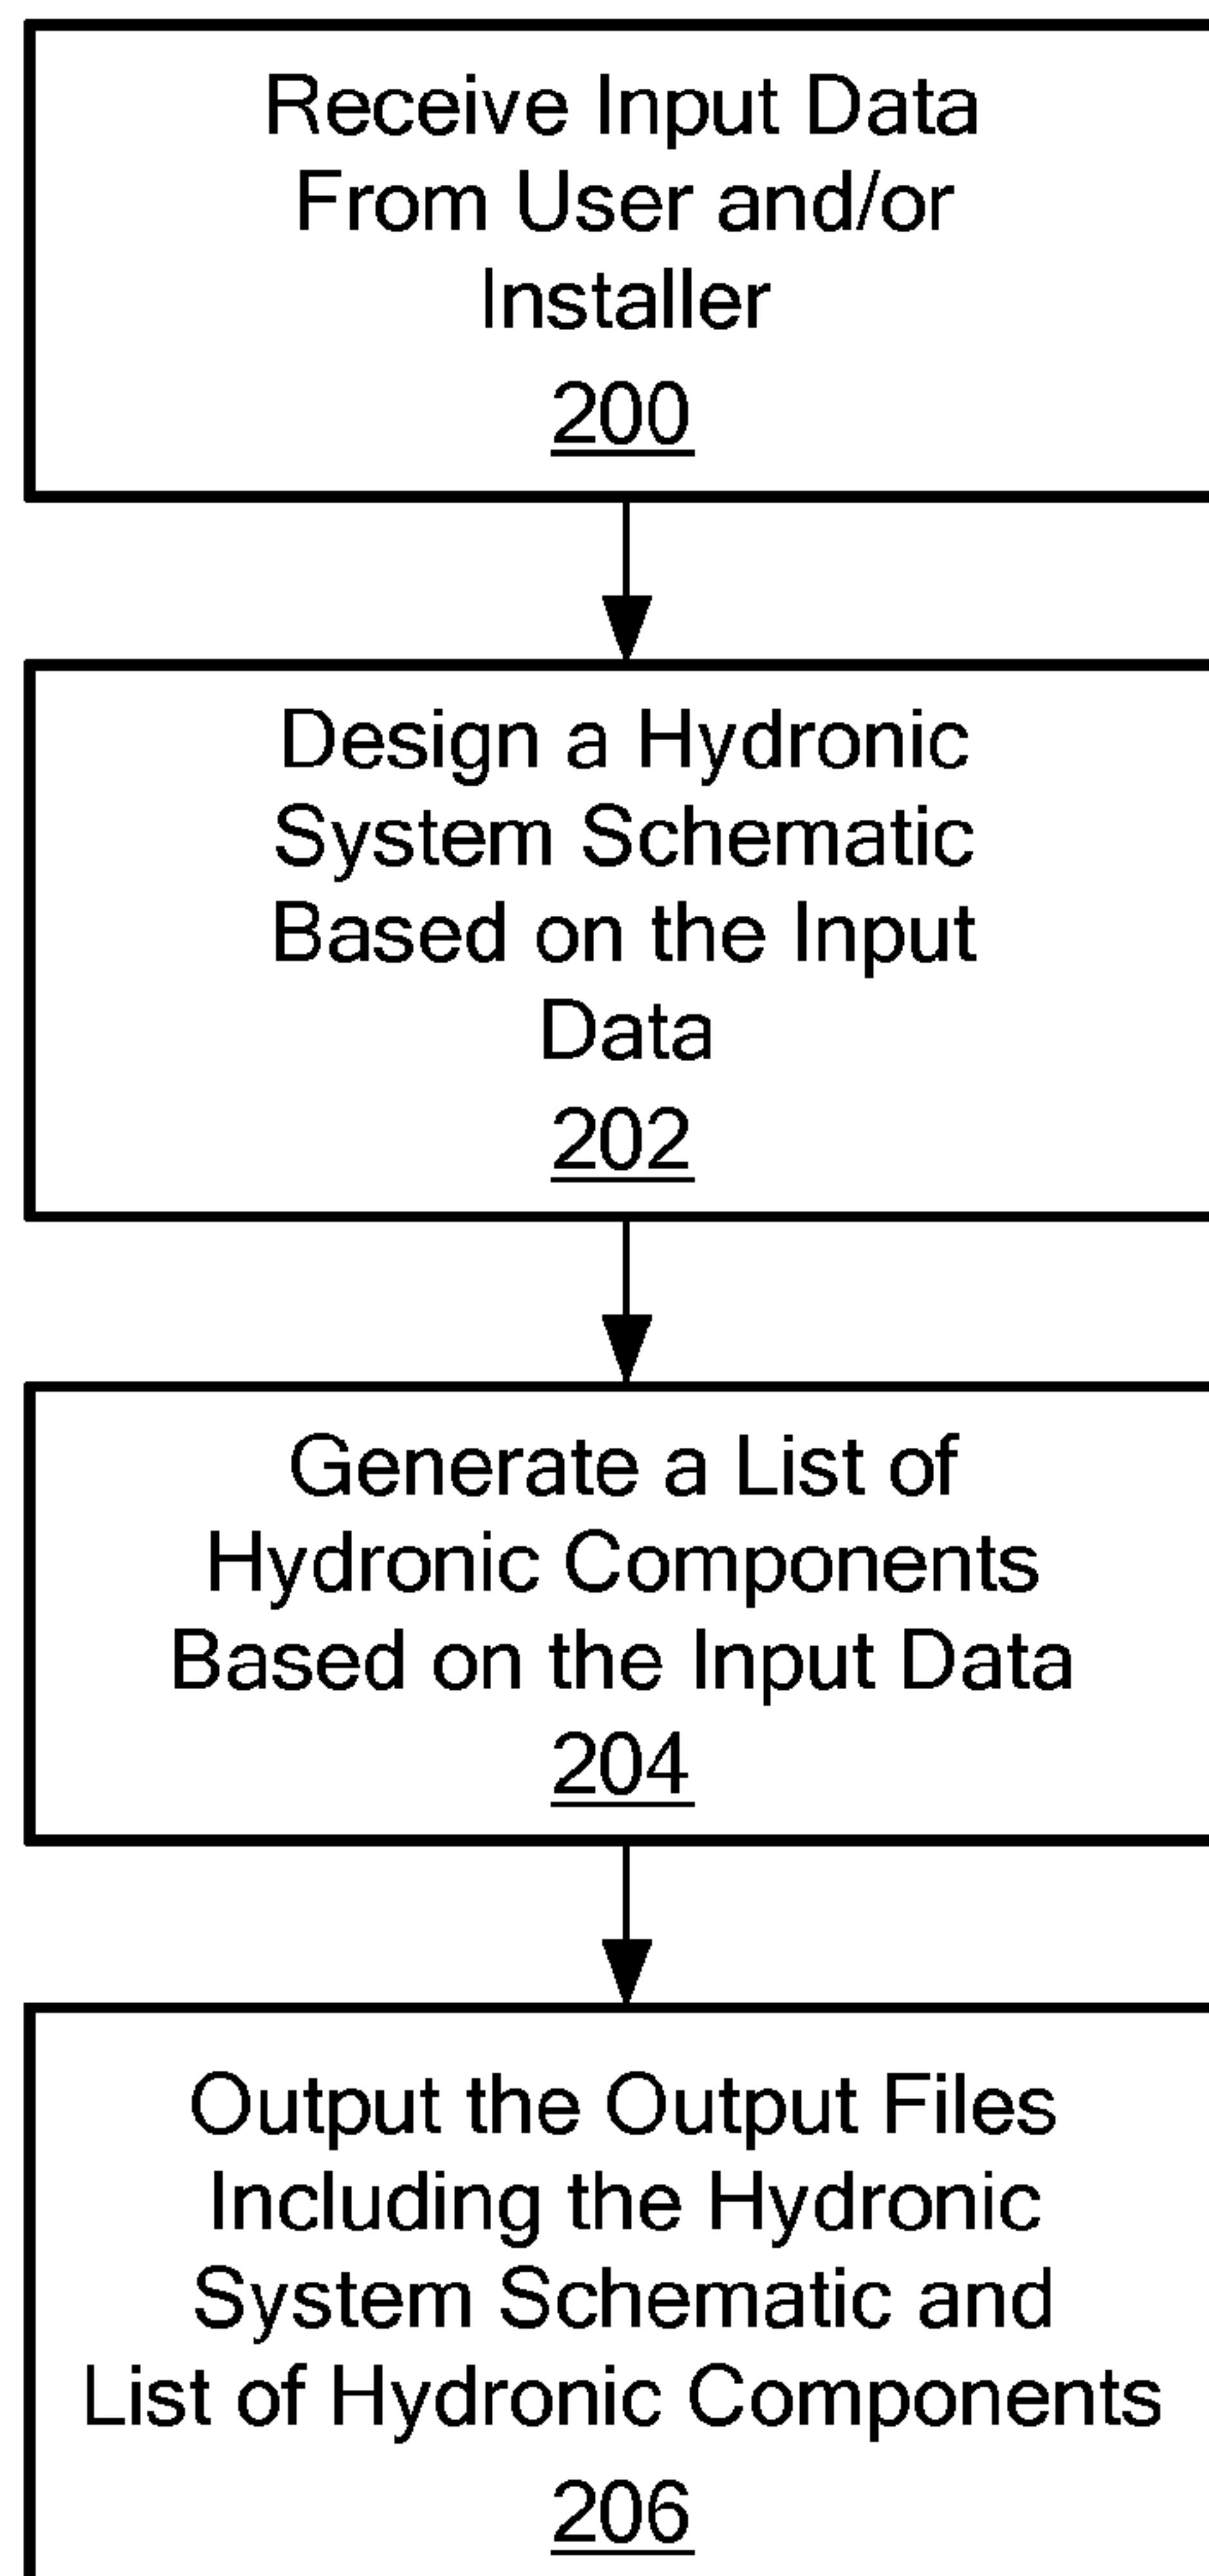 Receive Input Data
From User and/or
Installer
200
Design a Hydronic
System Schematic
Based on the Input
Data
202
Generate a List of
Hydronic Components
Based on the Input Data
204
Output the Output Files
Including the Hydronic
System Schematic and
List of Hydronic Components
206